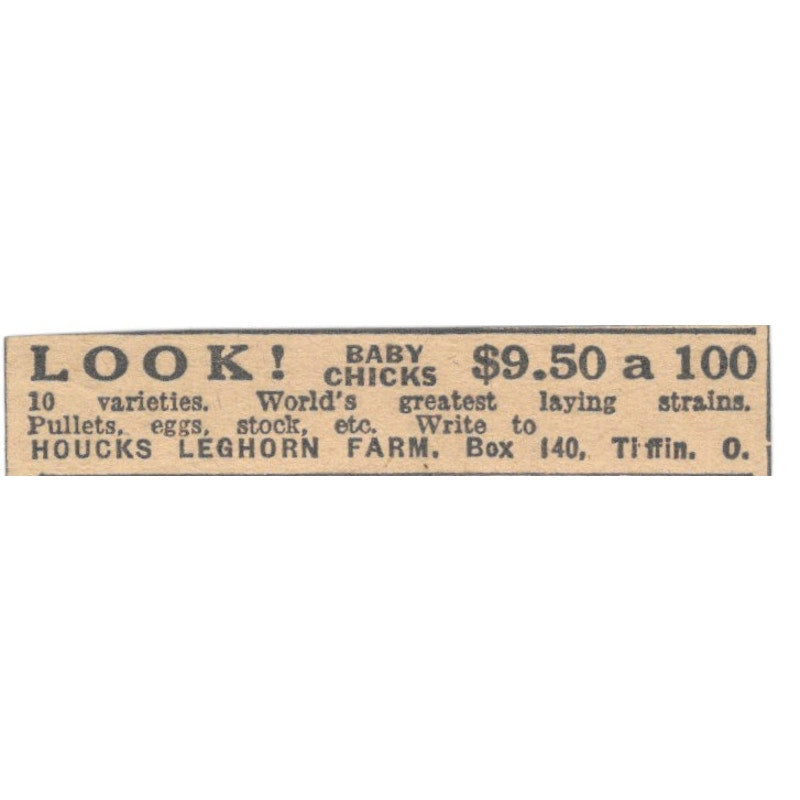 LOOK! BABY CHICKS $9.50 a 100
10 varieties. World's greatest laying strains.
Pullets, eggs, stock, etc. Write to
HOUCKS LEGHORN FARM. Box 140, Tiffin. O.